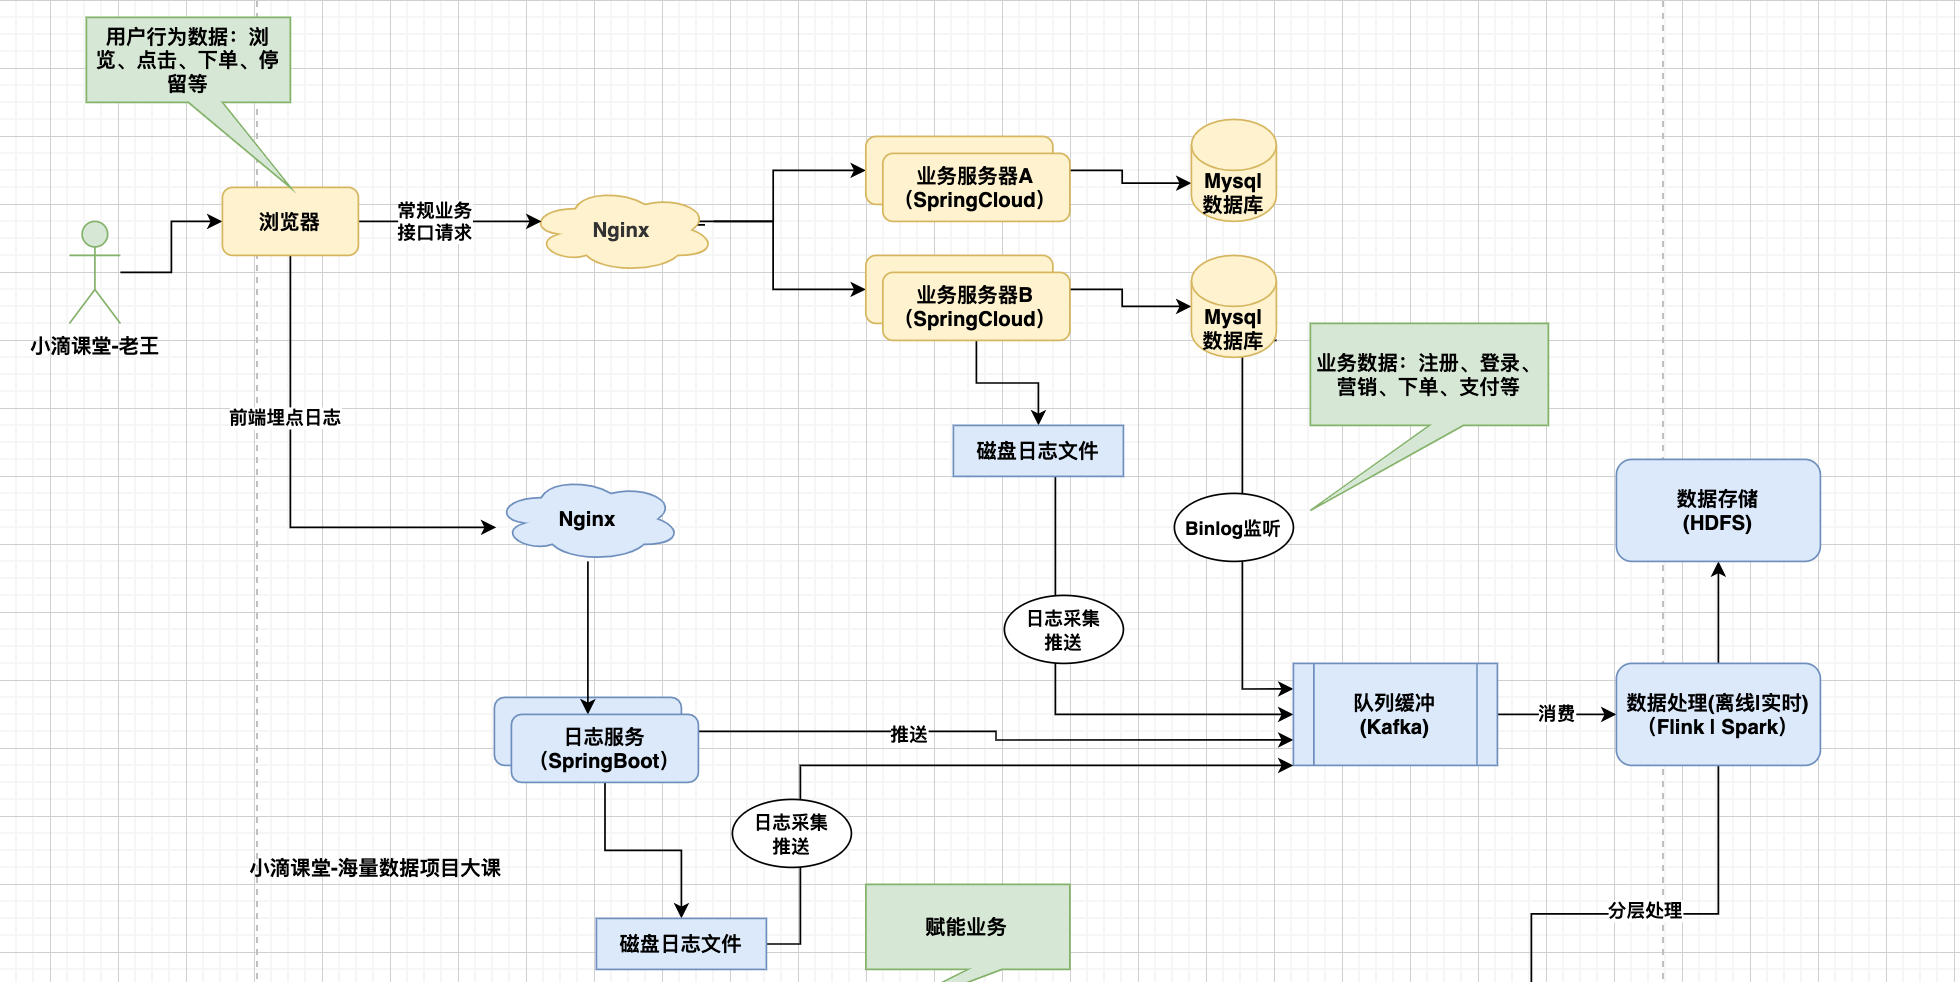 用户行为数据：浏
览、点击、下单、停
留等
浏览器
常规业务
接口请求
Nginx
业务服务器A
（SpringCloud）
Mysql
数据库
业务服务器B
（SpringCloud）
Mysql
数据库
小滴课堂-老王
业务数据：注册、登录、
营销、下单、支付等
前端埋点日志
磁盘日志文件
Nginx
Binlog监听
数据存储
(HDFS)
日志采集
推送
队列缓冲
(Kafka)
消费
数据处理(离线|实时)
（Flink | Spark）
日志服务
（SpringBoot）
推送
日志采集
推送
小滴课堂-海量数据项目大课
磁盘日志文件
赋能业务
分层处理